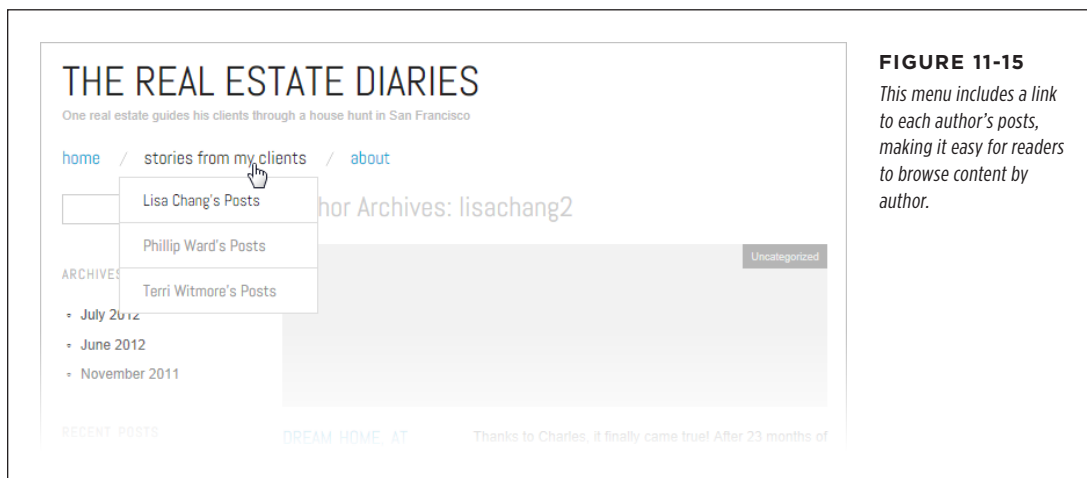 THE REAL ESTATE DIARIES
One real estate guides his clients through a house hunt in San Francisco
home / stories from my clients / about
Lisa Chang's Posts
Phillip Ward's Posts
Terri Witmore's Posts
hor Archives: lisachang2
Uncategorized
ARCHIVES
July 2012
June 2012
November 2011
RECENT POSTS
DREAM HOME, AT
Thanks to Charles, it finally came true! After 23 months of
FIGURE 11-15
This menu includes a link
to each author's posts,
making it easy for readers
to browse content by
author.